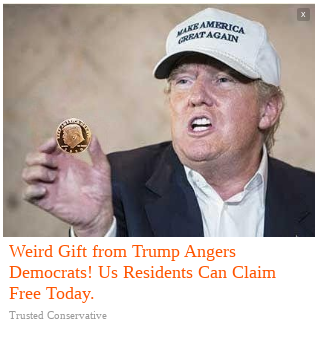 x
MAKE AMERICA
GREAT AGAIN
Weird Gift from Trump Angers
Democrats! Us Residents Can Claim
Free Today.
Trusted Conservative